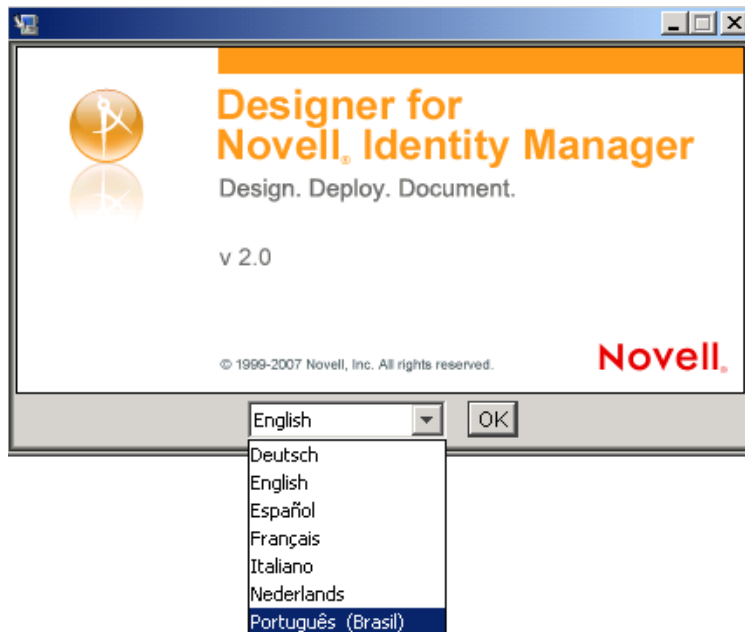 Designer for
Novell® Identity Manager
Design. Deploy. Document.
v 2.0
© 1999-2007 Novell, Inc. All rights reserved.
Novell®
English
OK
Deutsch
English
Español
Français
Italiano
Nederlands
Português (Brasil)